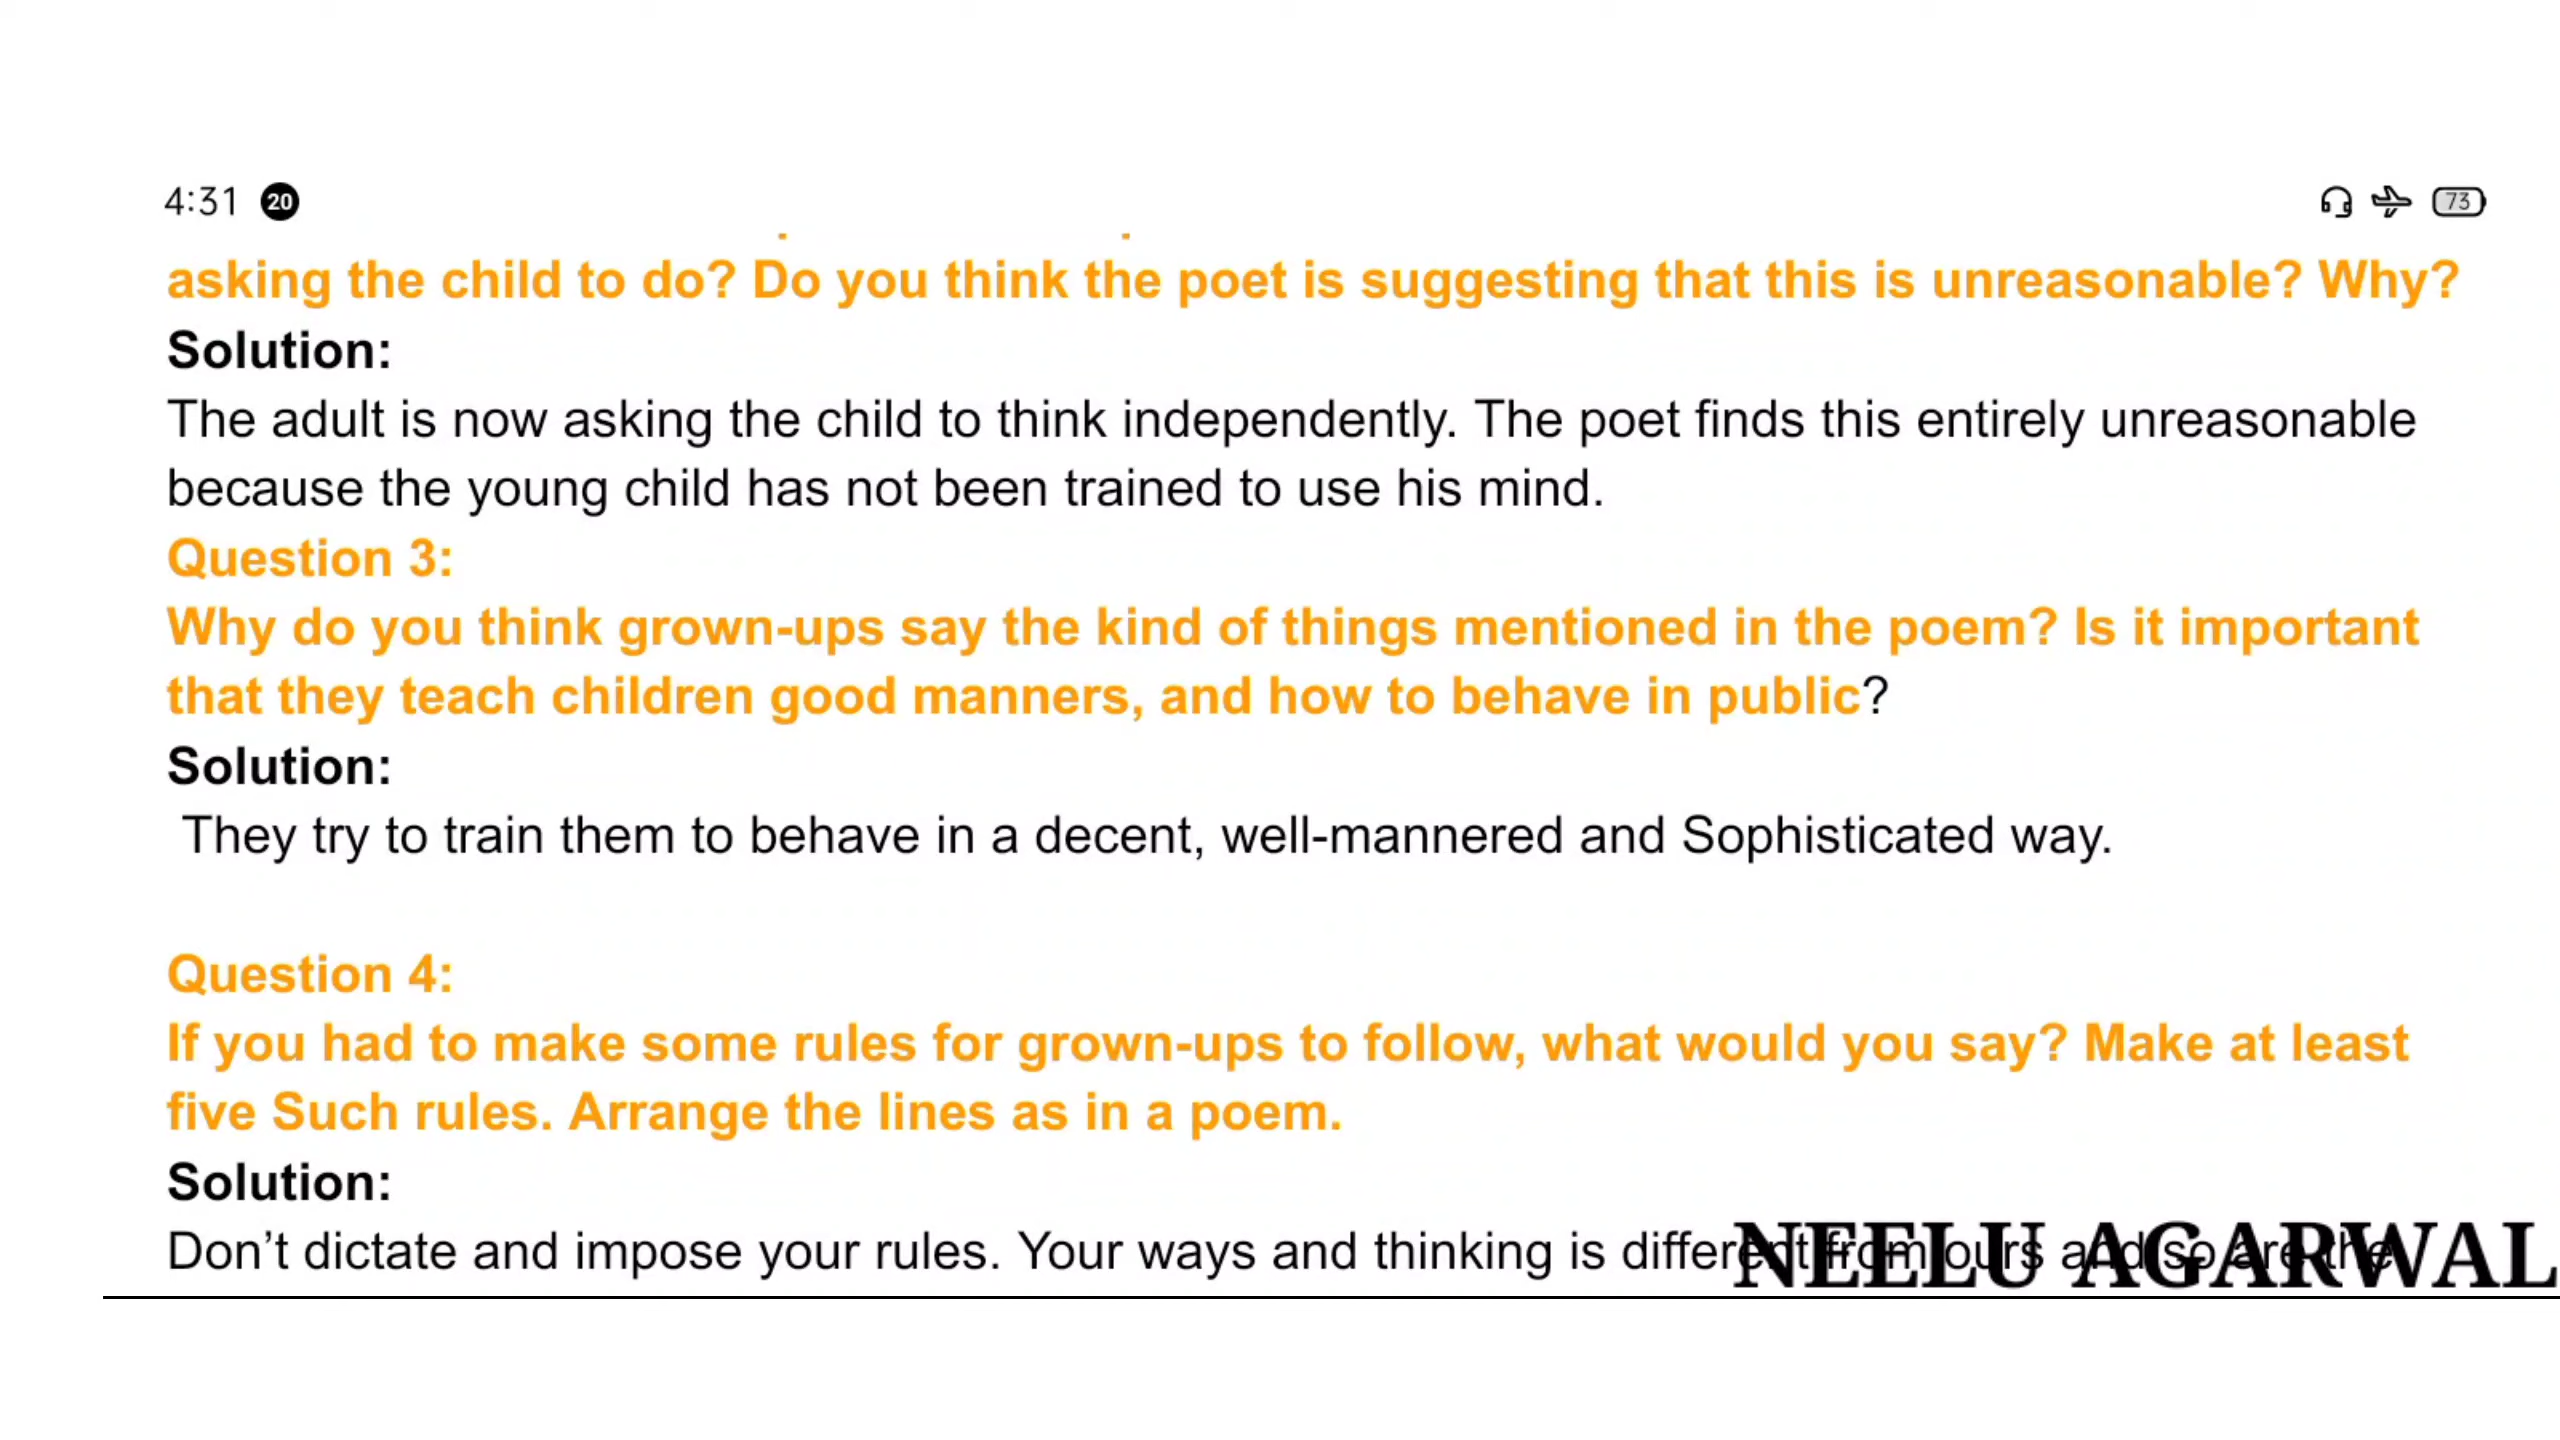 4:31 20 73
asking the child to do? Do you think the poet is suggesting that this is unreasonable? Why?
Solution:
The adult is now asking the child to think independently. The poet finds this entirely unreasonable
because the young child has not been trained to use his mind.
Question 3:
Why do you think grown-ups say the kind of things mentioned in the poem? Is it important
that they teach children good manners, and how to behave in public?
Solution:
They try to train them to behave in a decent, well-mannered and Sophisticated way.
Question 4:
If you had to make some rules for grown-ups to follow, what would you say? Make at least
five Such rules. Arrange the lines as in a poem.
Solution:
Don't dictate and impose your rules. Your ways and thinking is different from ours and so are the
NEELU AGARWAL